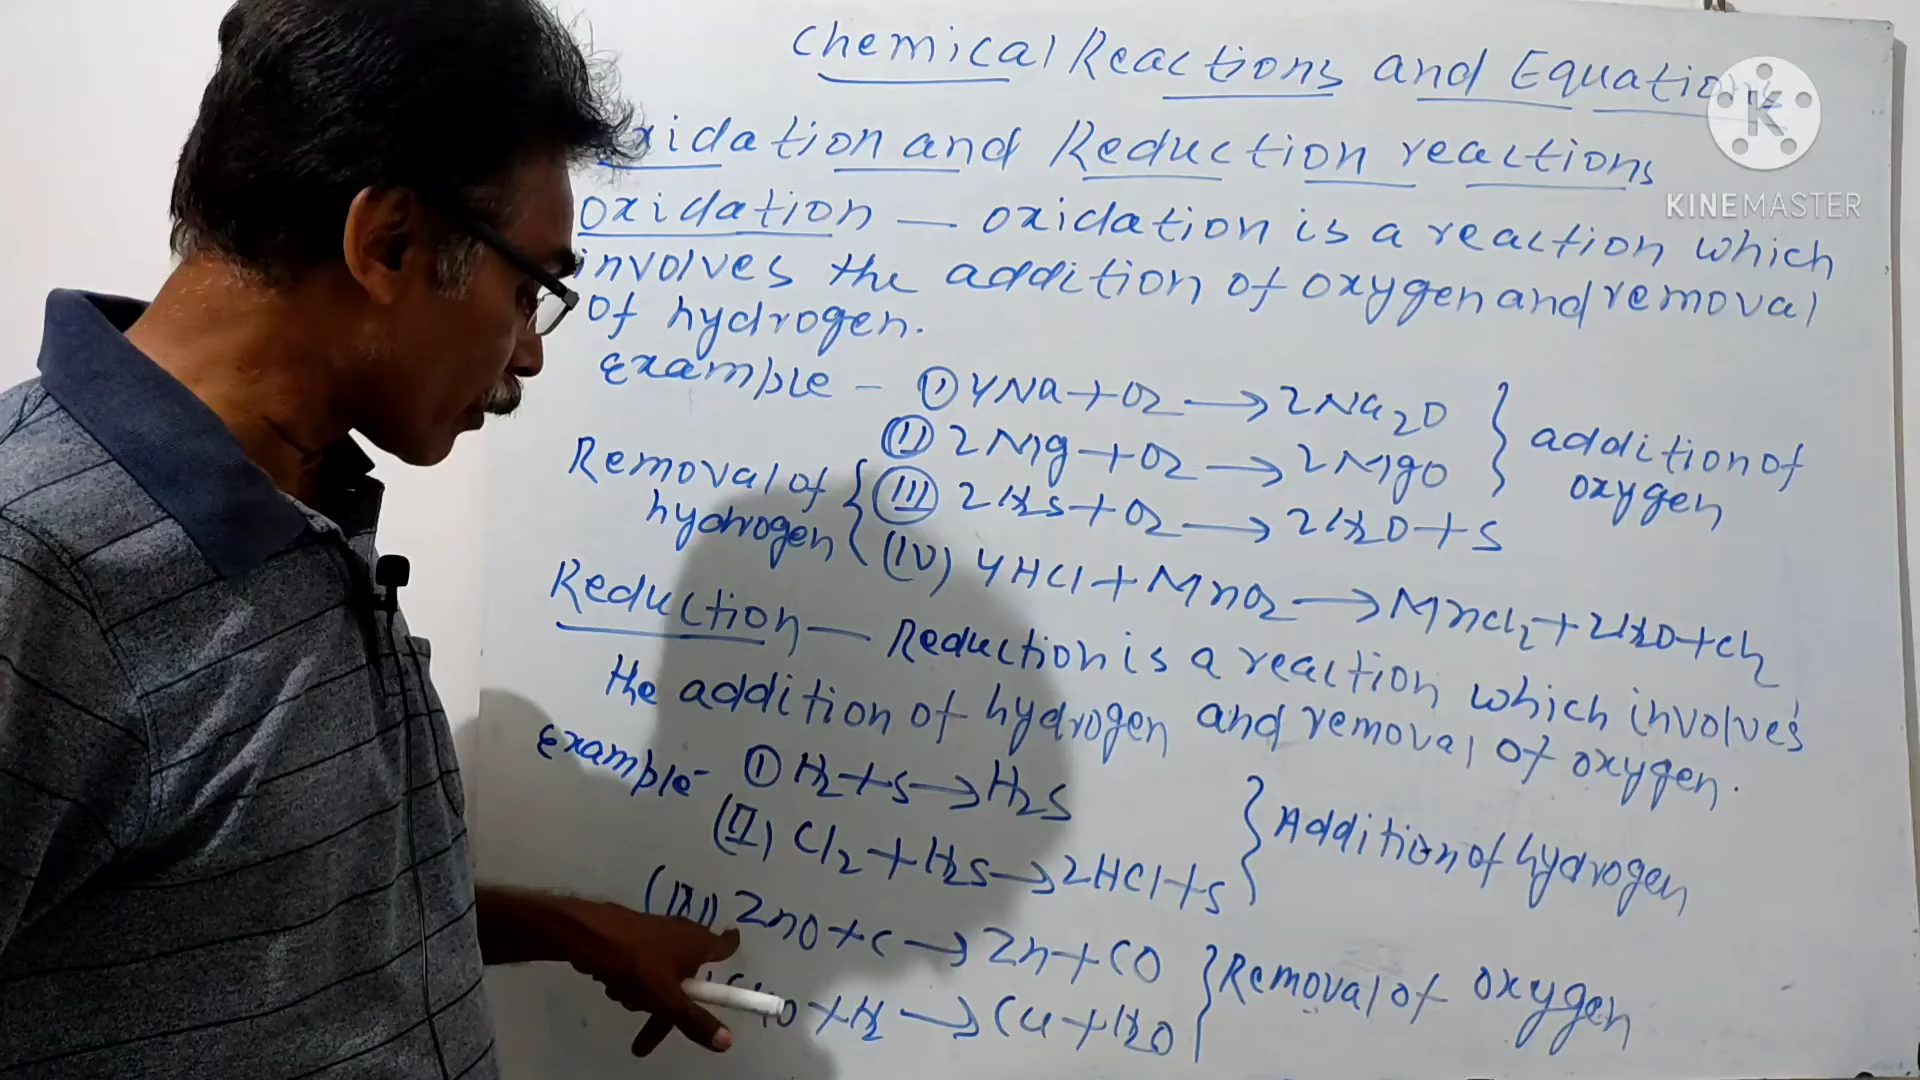 Chemical Reactions and Equations
Oxidation and Reduction reactions
Oxidation — Oxidation is a reaction which
involves the addition of oxygen and removal
of hydrogen.
Example – (I) 4Na + O2 → 2Na2O } addition of
(II) 2Mg + O2 → 2MgO oxygen
Removal of { (III) 2H2S + O2 → 2H2O + S
hydrogen (IV) 4HCl + MnO2 → MnCl2 + 2H2O + Cl2
Reduction — Reduction is a reaction which involves
the addition of hydrogen and removal of oxygen.
Example - (I) H2 + S → H2S
(II) Cl2 + H2S → 2HCl + S } Addition of hydrogen
(III) ZnO + C → Zn + CO } Removal of oxygen
CuO + H2 → Cu + H2O
K
KINEMASTER